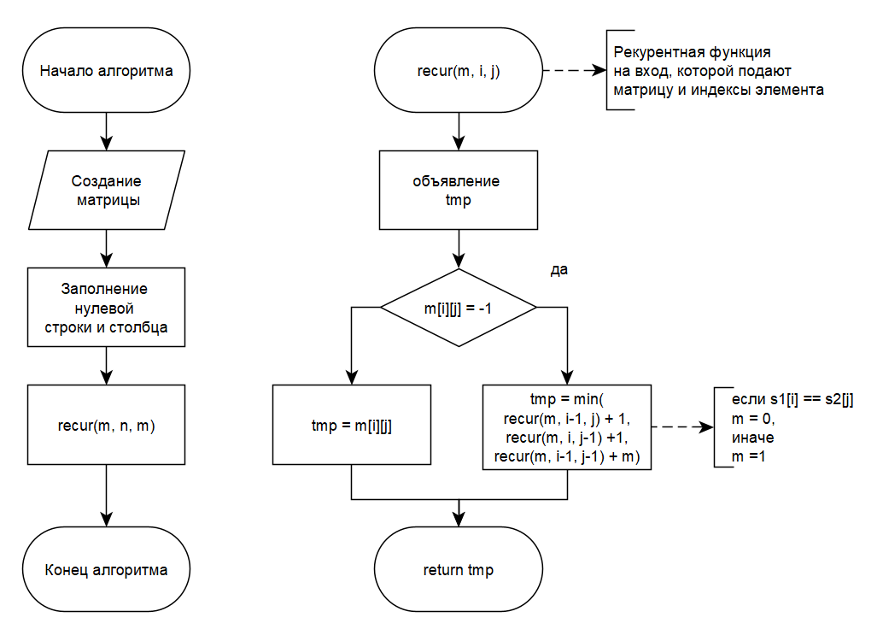 Начало алгоритма
Создание
матрицы
Заполнение
нулевой
строки и столбца
recur(m, n, m)
Конец алгоритма
recur(m, i, j)
Рекурентная функция
на вход, которой подают
матрицу и индексы элемента
объявление
tmp
да
m[i][j] = -1
tmp = m[i][j]
tmp = min(
recur(m, i-1, j) + 1,
recur(m, i, j-1) +1,
recur(m, i-1, j-1) + m)
если s1[i] == s2[j]
m = 0,
иначе
m =1
return tmp